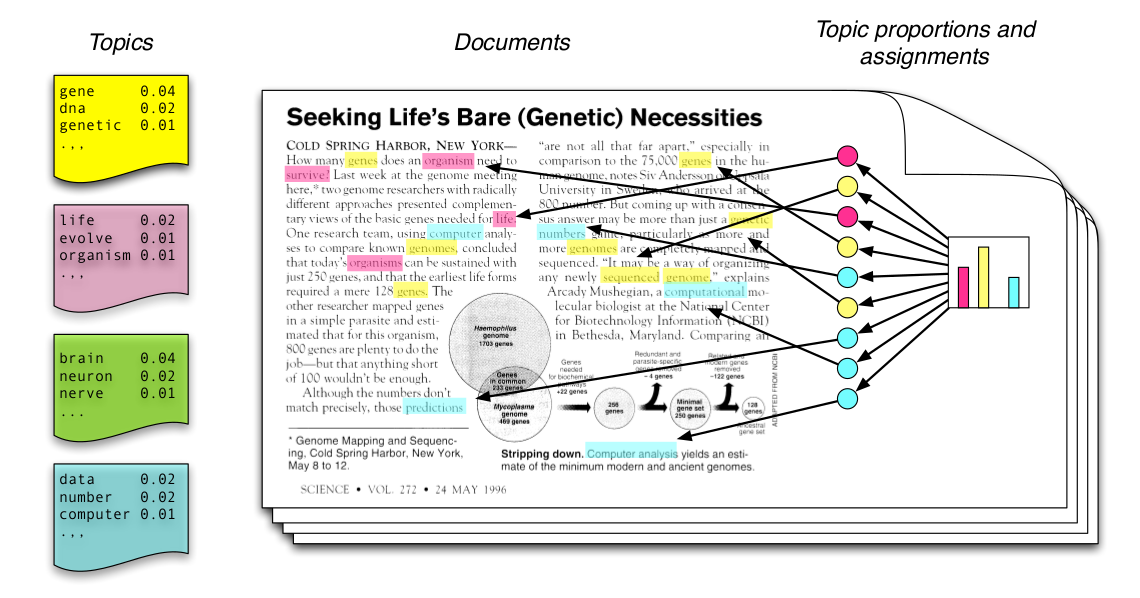 Topics
Documents
Topic proportions and
assignments
gene 0.04
dna 0.02
genetic 0.01
.,,
life 0.02
evolve 0.01
organism 0.01
.,,
brain 0.04
neuron 0.02
nerve 0.01
...
data 0.02
number 0.02
computer 0.01
.,,
Seeking Life's Bare (Genetic) Necessities
COLD SPRING HARBOR, NEW YORK—
How many genes does an organism need to
survive? Last week at the genome meeting
here,* two genome researchers with radically
different approaches presented complemen-
tary views of the basic genes needed for life.
One research team, using computer analy-
ses to compare known genomes, concluded
that today's organisms can be sustained with
just 250 genes, and that the earliest life forms
required a mere 128 genes. The
other researcher mapped genes
in a simple parasite and esti-
mated that for this organism,
800 genes are plenty to do the
job—but that anything short
of 100 wouldn't be enough.
Although the numbers don't
match precisely, those predictions
* Genome Mapping and Sequenc-
ing, Cold Spring Harbor, New York,
May 8 to 12.
"are not all that far apart," especially in
comparison to the 75,000 genes in the hu-
man genome, notes Siv Andersson of Uppsala
University in Sweden, who arrived at the
800 number. But coming up with a consen-
sus answer may be more than just a genetic
numbers game, particularly as more and
more genomes are completely mapped and
sequenced. "It may be a way of organizing
any newly sequenced genome," explains
Arcady Mushegian, a computational mo-
lecular biologist at the National Center
for Biotechnology Information (NCBI)
in Bethesda, Maryland. Comparing an
Haemophilus
genome
1703 genes
Genes
in common
233 genes
Mycoplasma
genome
469 genes
Genes
needed
for biochemical
pathways
+22 genes
256
genes
Redundant and
parasite-specific
genes removed
– 4 genes
Minimal
gene set
250 genes
Related and
modern genes
removed
–122 genes
128
genes
Ancestral
gene set
ADAPTED FROM NCBI
Stripping down. Computer analysis yields an esti-
mate of the minimum modern and ancient genomes.
SCIENCE • VOL. 272 • 24 MAY 1996